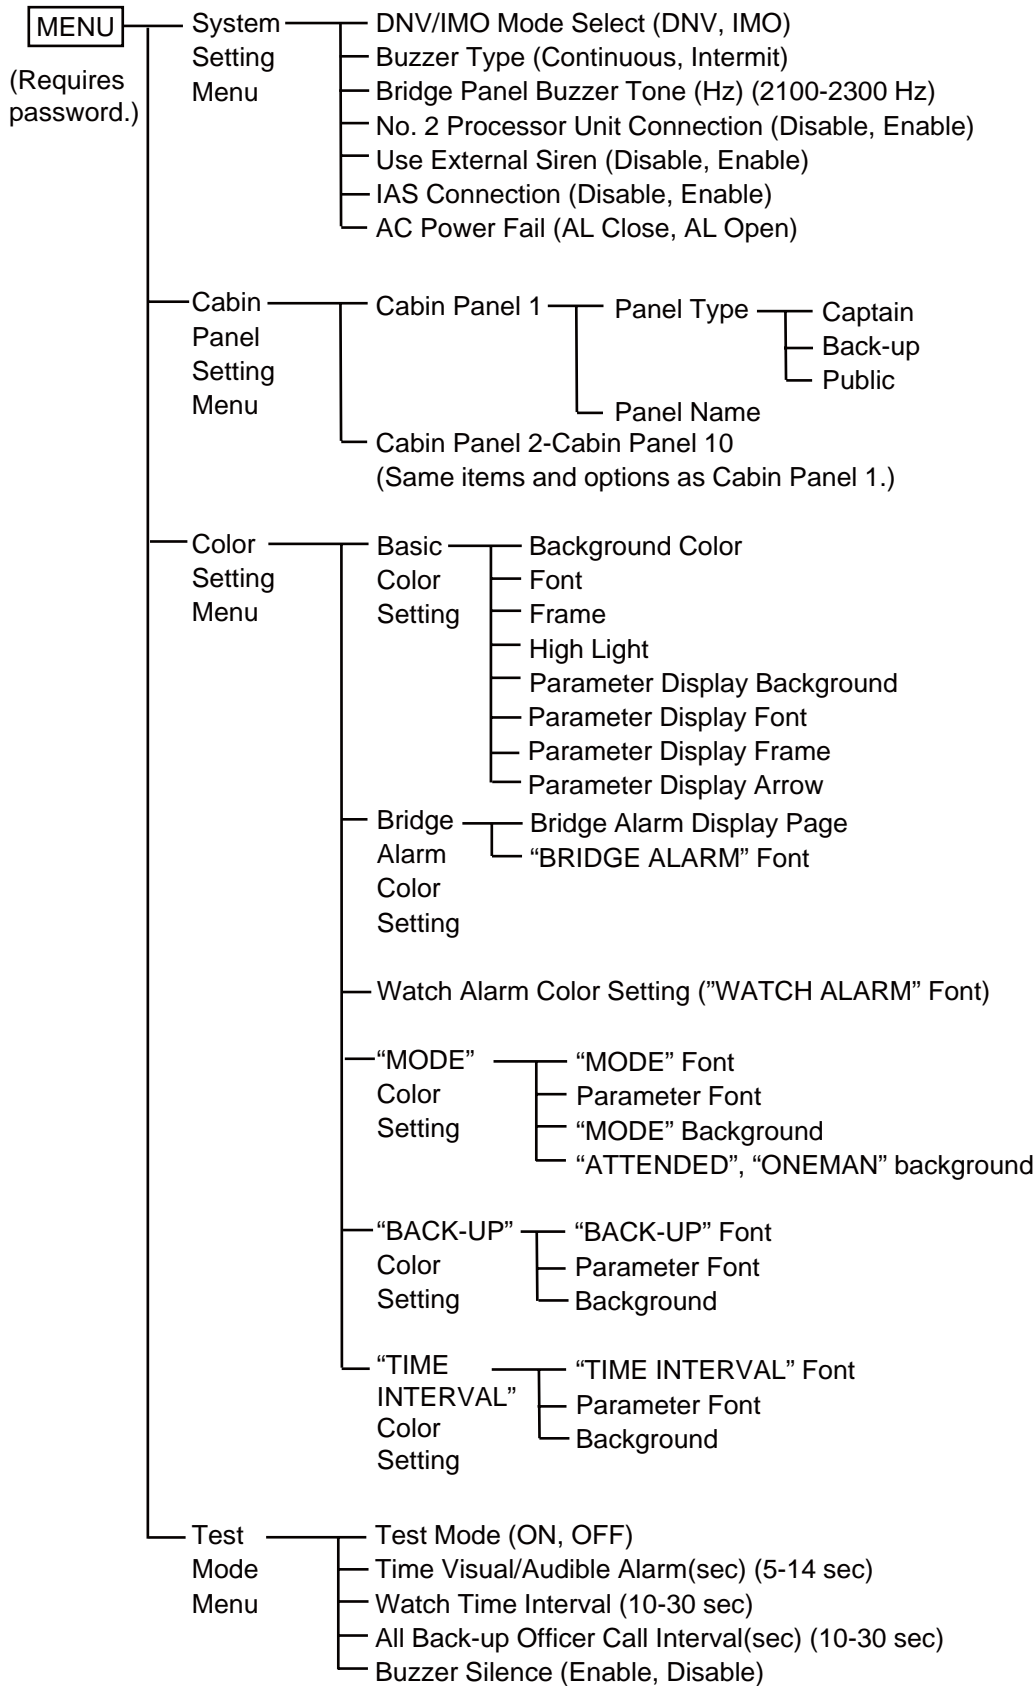 MENU
(Requires
password.)
System
Setting
Menu
DNV/IMO Mode Select (DNV, IMO)
Buzzer Type (Continuous, Intermit)
Bridge Panel Buzzer Tone (Hz) (2100-2300 Hz)
No. 2 Processor Unit Connection (Disable, Enable)
Use External Siren (Disable, Enable)
IAS Connection (Disable, Enable)
AC Power Fail (AL Close, AL Open)
Cabin
Panel
Setting
Menu
Cabin Panel 1
Panel Type
Captain
Back-up
Public
Panel Name
Cabin Panel 2-Cabin Panel 10
(Same items and options as Cabin Panel 1.)
Color
Setting
Menu
Basic
Color
Setting
Background Color
Font
Frame
High Light
Parameter Display Background
Parameter Display Font
Parameter Display Frame
Parameter Display Arrow
Bridge
Alarm
Color
Setting
Bridge Alarm Display Page
“BRIDGE ALARM” Font
Watch Alarm Color Setting (”WATCH ALARM” Font)
“MODE”
Color
Setting
“MODE” Font
Parameter Font
“MODE” Background
“ATTENDED”, “ONEMAN” background
“BACK-UP”
Color
Setting
“BACK-UP” Font
Parameter Font
Background
“TIME
INTERVAL”
Color
Setting
“TIME INTERVAL” Font
Parameter Font
Background
Test
Mode
Menu
Test Mode (ON, OFF)
Time Visual/Audible Alarm(sec) (5-14 sec)
Watch Time Interval (10-30 sec)
All Back-up Officer Call Interval(sec) (10-30 sec)
Buzzer Silence (Enable, Disable)